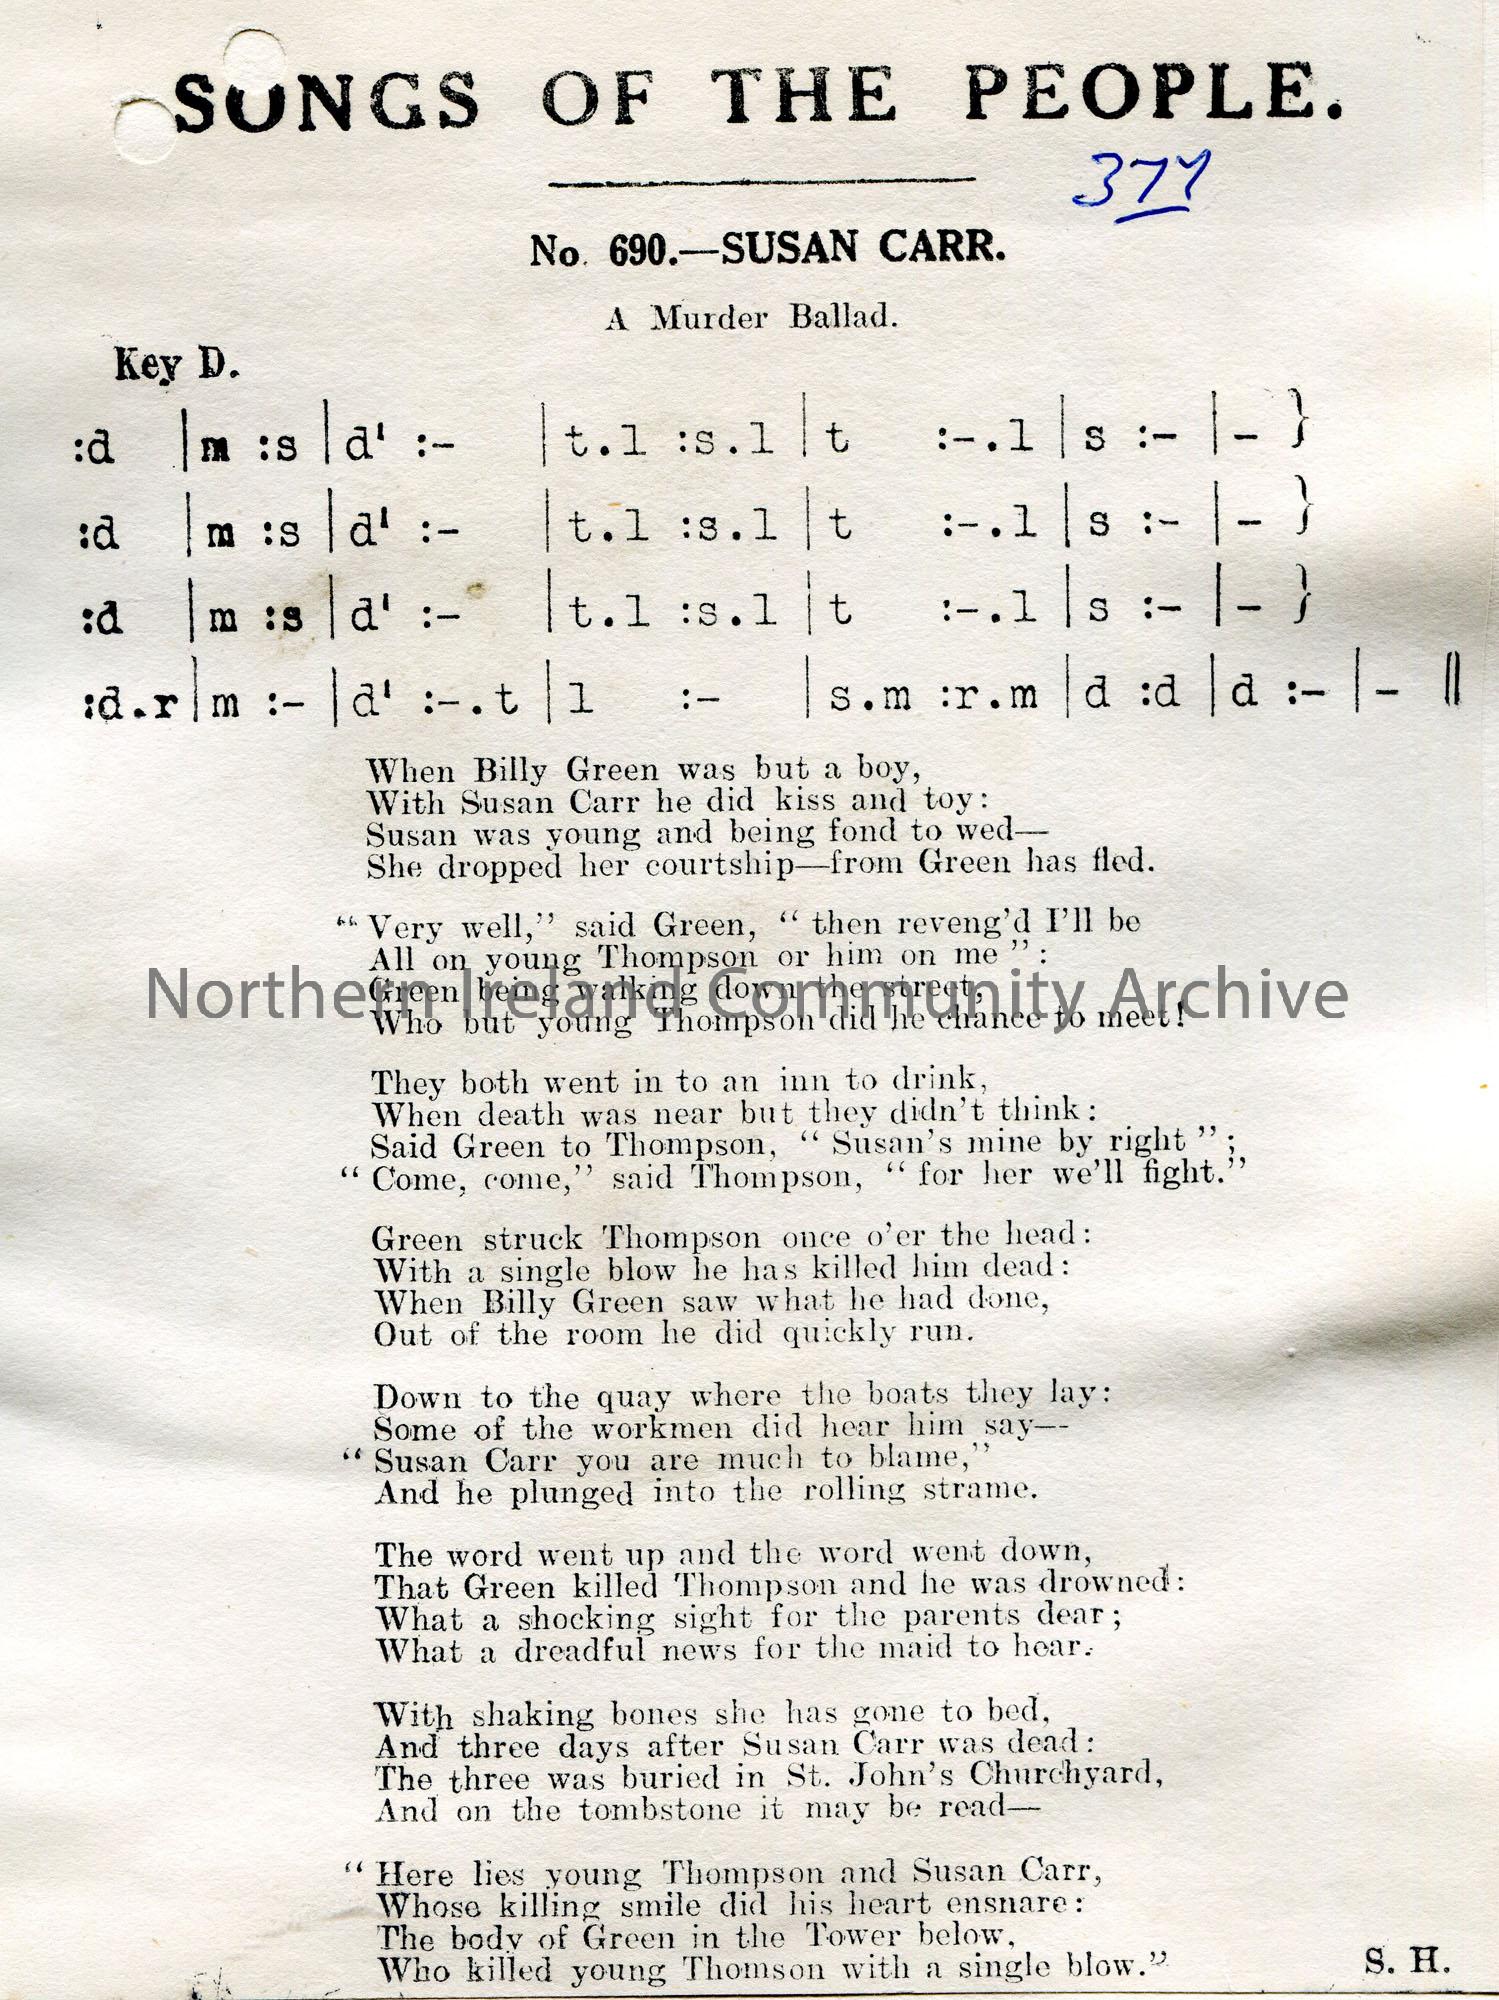 SONGS OF THE PEOPLE.
377
No. 690.—SUSAN CARR.
A Murder Ballad.
Key D.
:d |m :s |d' :- |t.l :s.l |t :-.l |s :- |- }
:d |m :s |d' :- |t.l :s.l |t :-.l |s :- |- }
:d |m :s |d' :- |t.l :s.l |t :-.l |s :- |- }
:d.r |m :- |d' :-.t |l :- |s.m :r.m |d :d |d :- |- ||
When Billy Green was but a boy,
With Susan Carr he did kiss and toy:
Susan was young and being fond to wed—
She dropped her courtship—from Green has fled.
“ Very well,” said Green, “ then reveng’d I’ll be
All on young Thompson or him on me ” :
Green being walking down the street,
Who but young Thompson did he chance to meet!
Northern Ireland Community Archive
They both went in to an inn to drink,
When death was near but they didn’t think:
Said Green to Thompson, “ Susan’s mine by right ” ;
“ Come, come,” said Thompson, “ for her we’ll fight.”
Green struck Thompson once o’er the head:
With a single blow he has killed him dead:
When Billy Green saw what he had done,
Out of the room he did quickly run.
Down to the quay where the boats they lay:
Some of the workmen did hear him say—
“ Susan Carr you are much to blame,”
And he plunged into the rolling strame.
The word went up and the word went down,
That Green killed Thompson and he was drowned:
What a shocking sight for the parents dear;
What a dreadful news for the maid to hear.
With shaking bones she has gone to bed,
And three days after Susan Carr was dead:
The three was buried in St. John’s Churchyard,
And on the tombstone it may be read—
“ Here lies young Thompson and Susan Carr,
Whose killing smile did his heart ensnare:
The body of Green in the Tower below,
Who killed young Thomson with a single blow.”
S. H.